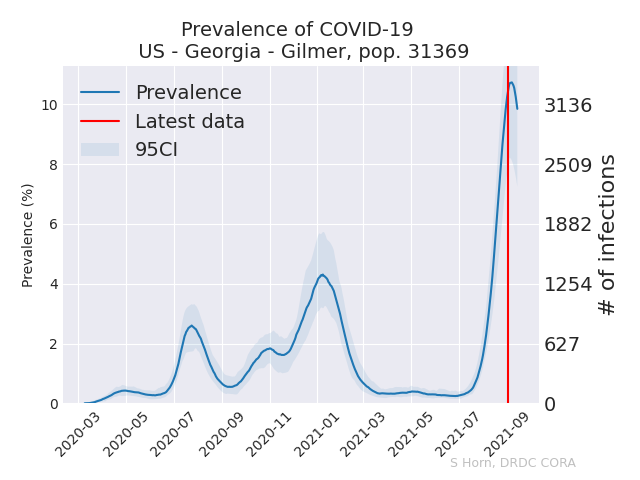 Prevalence of COVID-19
US - Georgia - Gilmer, pop. 31369
Prevalence
Latest data
95CI
Prevalence (%)
10
8
6
4
2
0
3136
2509
1882
1254
627
0
# of infections
2020-03
2020-05
2020-07
2020-09
2020-11
2021-01
2021-03
2021-05
2021-07
2021-09
S Horn, DRDC CORA